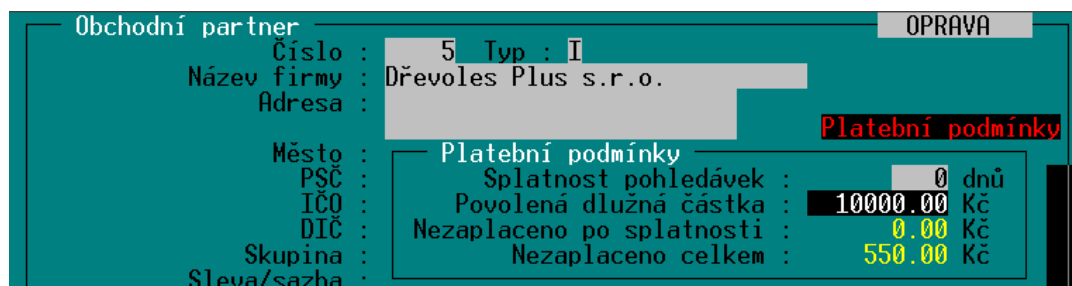 Obchodní partner OPRAVA
Číslo : 5 Typ : I
Název firmy : Dřevoles Plus s.r.o.
Adresa :
Platební podmínky
Město : Platební podmínky
PSČ : Splatnost pohledávek : 0 dnů
IČO : Povolená dlužná částka : 10000.00 Kč
DIČ : Nezaplaceno po splatnosti : 0.00 Kč
Skupina : Nezaplaceno celkem : 550.00 Kč
Sleva/sazba :